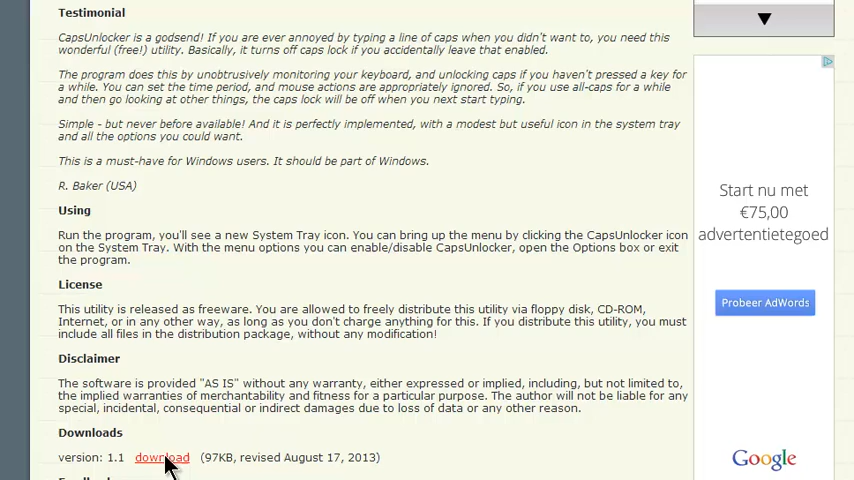 Testimonial
CapsUnlocker is a godsend! If you are ever annoyed by typing a line of caps when you didn't want to, you need this
wonderful (free!) utility. Basically, it turns off caps lock if you accidentally leave that enabled.
The program does this by unobtrusively monitoring your keyboard, and unlocking caps if you haven't pressed a key for
a while. You can set the time period, and mouse actions are appropriately ignored. So, if you use all-caps for a while
and then go looking at other things, the caps lock will be off when you next start typing.
Simple - but never before available! And it is perfectly implemented, with a modest but useful icon in the system tray
and all the options you could want.
This is a must-have for Windows users. It should be part of Windows.
R. Baker (USA)
Using
Run the program, you'll see a new System Tray icon. You can bring up the menu by clicking the CapsUnlocker icon
on the System Tray. With the menu options you can enable/disable CapsUnlocker, open the Options box or exit
the program.
License
This utility is released as freeware. You are allowed to freely distribute this utility via floppy disk, CD-ROM,
Internet, or in any other way, as long as you don't charge anything for this. If you distribute this utility, you must
include all files in the distribution package, without any modification!
Disclaimer
The software is provided "AS IS" without any warranty, either expressed or implied, including, but not limited to,
the implied warranties of merchantability and fitness for a particular purpose. The author will not be liable for any
special, incidental, consequential or indirect damages due to loss of data or any other reason.
Downloads
version: 1.1 download (97KB, revised August 17, 2013)
Start nu met
€75,00
advertentietegoed
Probeer AdWords
Google